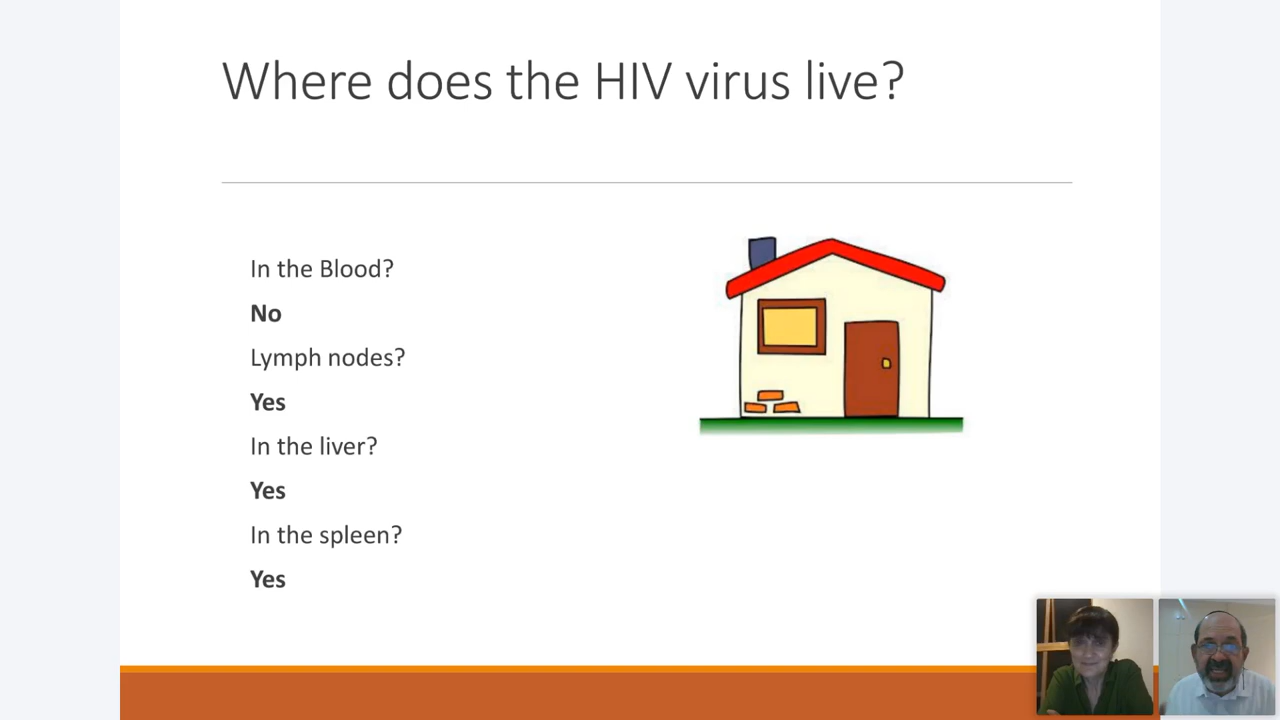 Where does the HIV virus live?
In the Blood?
No
Lymph nodes?
Yes
In the liver?
Yes
In the spleen?
Yes